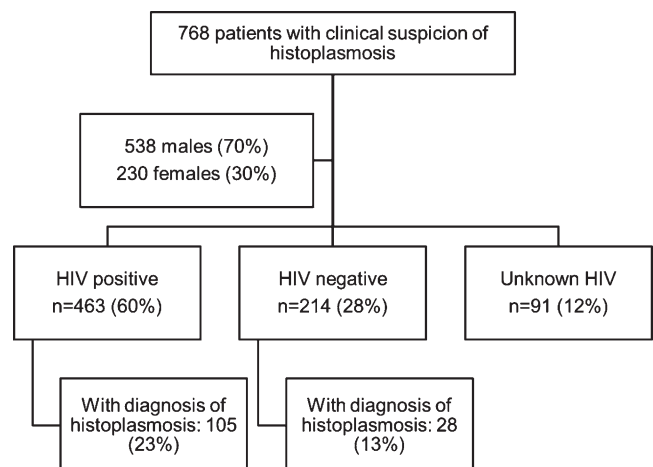 768 patients with clinical suspicion of
histoplasmosis
538 males (70%)
230 females (30%)
HIV positive
n=463 (60%)
HIV negative
n=214 (28%)
Unknown HIV
n=91 (12%)
With diagnosis of
histoplasmosis: 105
(23%)
With diagnosis of
histoplasmosis: 28
(13%)